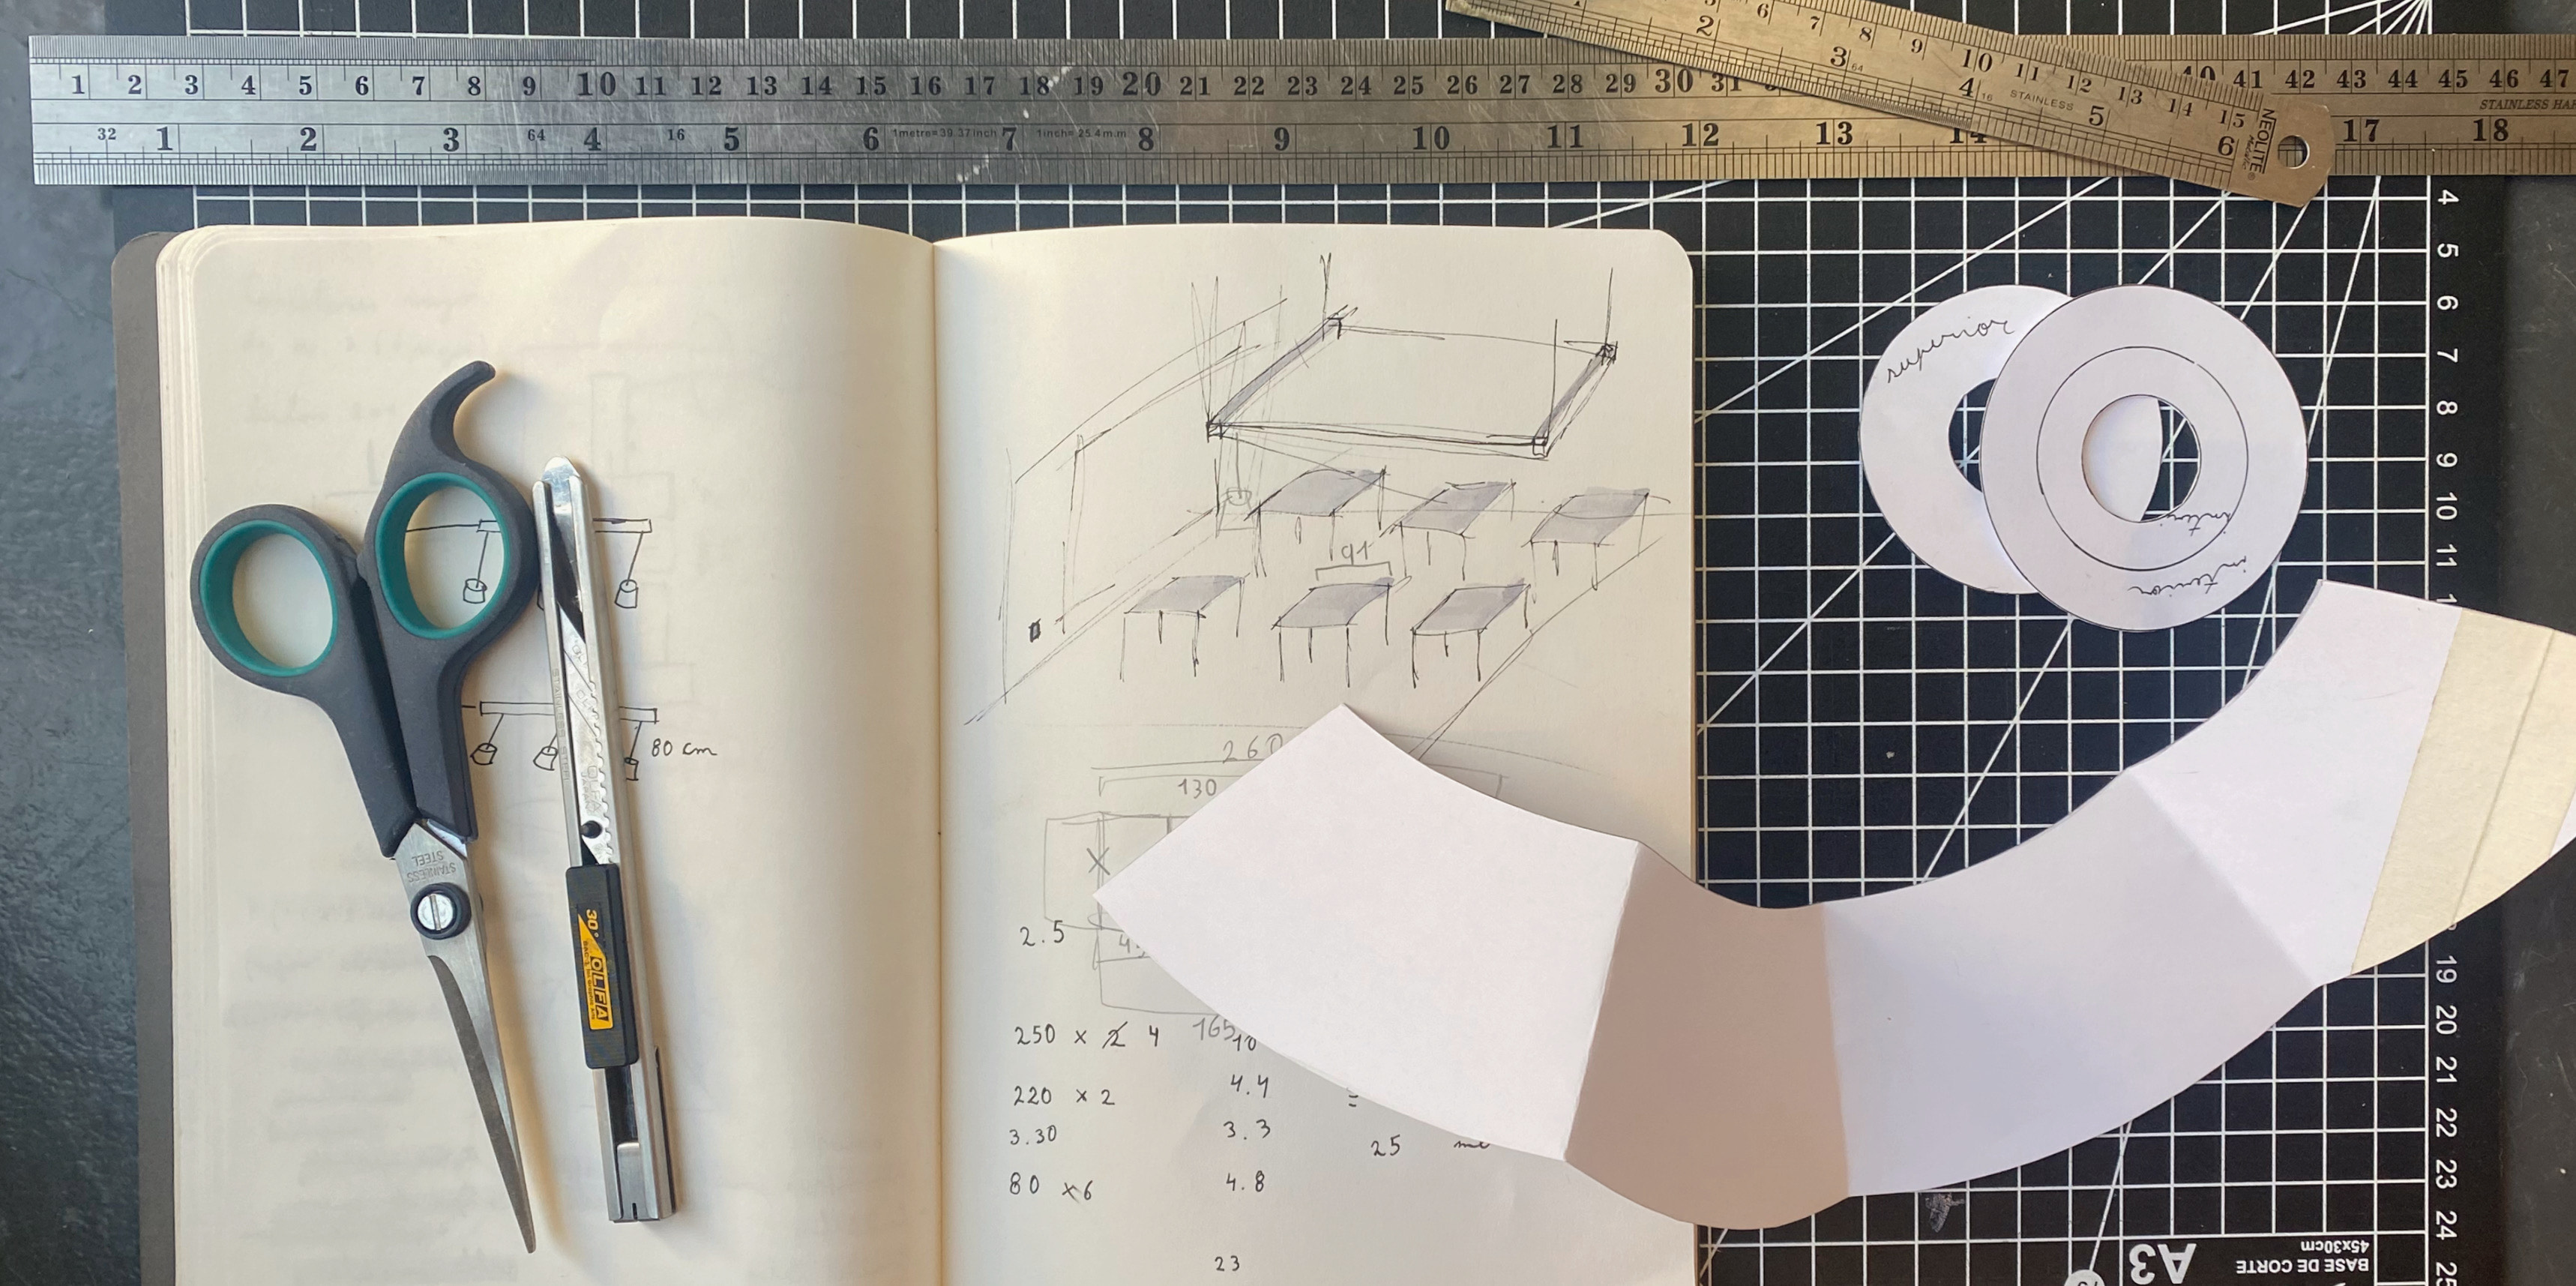 1 2 3 4 5 6 7 8 9 10 11 12 13 14 15 16 17 18 19 20 21 22 23 24 25 26 27 28 29 30 31
40 41 42 43 44 45 46 47
STAINLESS
32 1 2 3 64 4 16 5 6 1metre=39.37inch 7 1inch=25.4m.m 8 9 10 11 12 13 14 17 18
6 7 8 9 10 11 12 13 14 15
2 3 64 4 16 STAINLESS 5 6
NEOLITE
4
5
6
7
8
9
10
11
19
20
21
22
23
24
superior
interior
91
80 cm
260
130
X
2.5
165
250 x 2 4 10
220 x 2 4.4 =
3.30 3.3 25
80 x6 4.8
23
STAINLESS
STEEL
30°
OLFA
BASE DE CORTE
45x30cm
A3